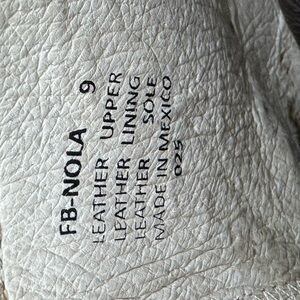 FB-NOLA 9
LEATHER UPPER
LEATHER LINING
LEATHER SOLE
MADE IN MEXICO
025